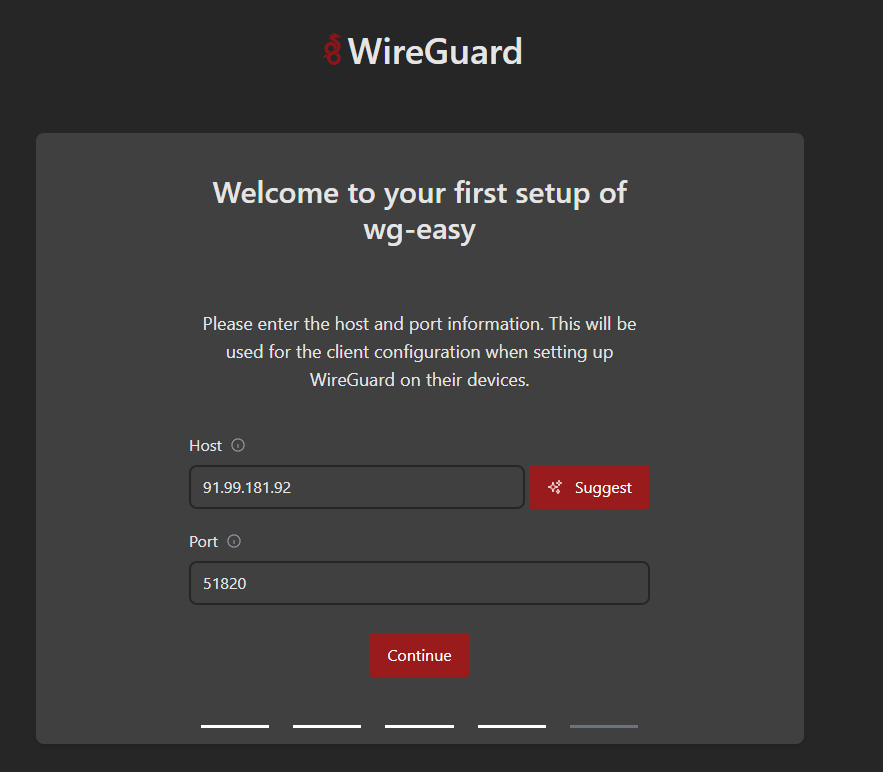 WireGuard
Welcome to your first setup of
wg-easy
Please enter the host and port information. This will be
used for the client configuration when setting up
WireGuard on their devices.
Host
91.99.181.92
Suggest
Port
51820
Continue